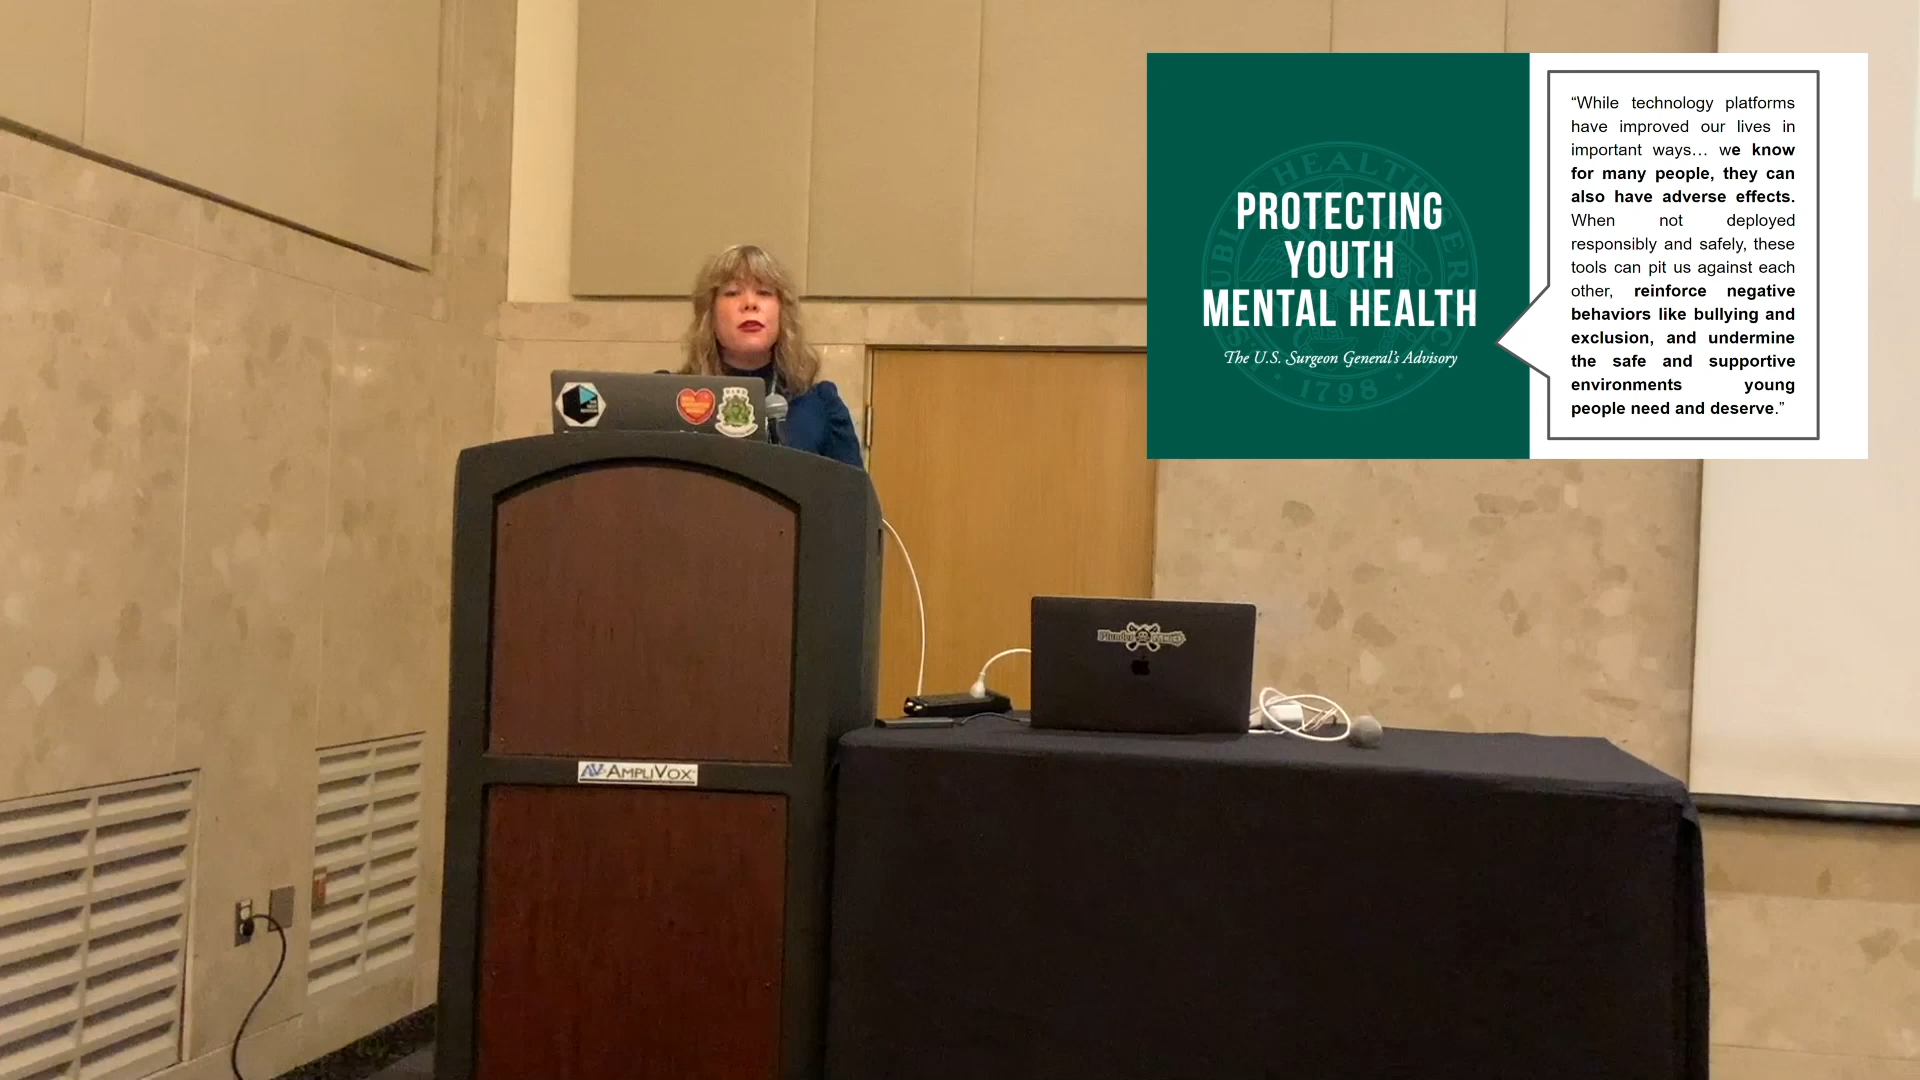 PROTECTING
YOUTH
MENTAL HEALTH
The U.S. Surgeon General's Advisory
1798
“While technology platforms
have improved our lives in
important ways… we know
for many people, they can
also have adverse effects.
When not deployed
responsibly and safely, these
tools can pit us against each
other, reinforce negative
behaviors like bullying and
exclusion, and undermine
the safe and supportive
environments young
people need and deserve.”
AMPLIVOX